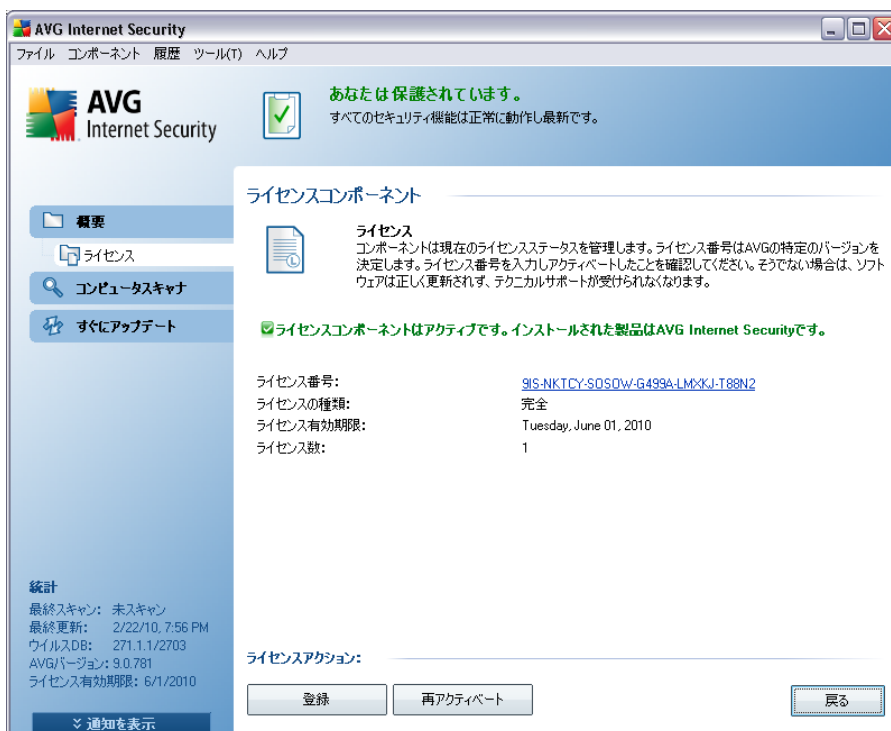 AVG Internet Security
ファイル コンポーネント 履歴 ツール(T) ヘルプ
AVG
Internet Security
あなたは保護されています。
すべてのセキュリティ機能は正常に動作し最新です。
概要
ライセンス
コンピュータスキャナ
すぐにアップデート
ライセンスコンポーネント
ライセンス
コンポーネントは現在のライセンスステータスを管理します。ライセンス番号はAVGの特定のバージョンを
決定します。ライセンス番号を入力しアクティベートしたことを確認してください。そうでない場合は、ソフト
ウェアは正しく更新されず、テクニカルサポートが受けられなくなります。
ライセンスコンポーネントはアクティブです。インストールされた製品はAVG Internet Securityです。
ライセンス番号: 9IS-NKTCY-SOSOW-G499A-LMXKJ-T88N2
ライセンスの種類: 完全
ライセンス有効期限: Tuesday, June 01, 2010
ライセンス数: 1
統計
最終スキャン: 未スキャン
最終更新: 2/22/10, 7:56 PM
ウイルスDB: 271.1.1/2703
AVGバージョン: 9.0.781
ライセンス有効期限: 6/1/2010
通知を表示
ライセンスアクション:
登録 再アクティベート 戻る